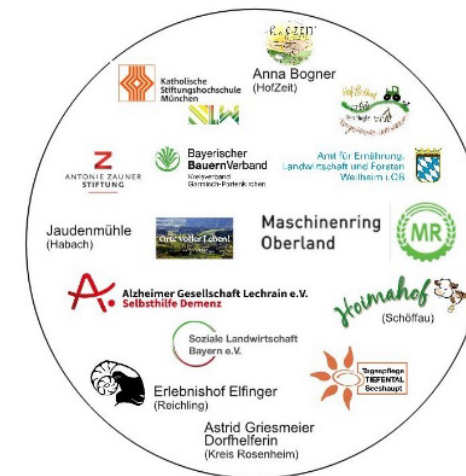 Anna Bogner
(HofZeit)
Katholische
Stiftungshochschule
München
Z
ANTONIE ZAUNER
STIFTUNG
Bayerischer
BauernVerband
Kreisverband
Garmisch-Partenkirchen
Amt für Ernährung,
Landwirtschaft und Forsten
Weilheim i.OB
Jaudenmühle
(Habach)
Orte voller Leben!
Maschinenring
Oberland
MR
Alzheimer Gesellschaft Lechrain e.V.
Selbsthilfe Demenz
Hoimahof
(Schöffau)
Soziale Landwirtschaft
Bayern e.V.
Tagespflege
TIEFENTAL
Seeshaupt
Erlebnishof Elfinger
(Reichling)
Astrid Griesmeier
Dorfhelferin
(Kreis Rosenheim)